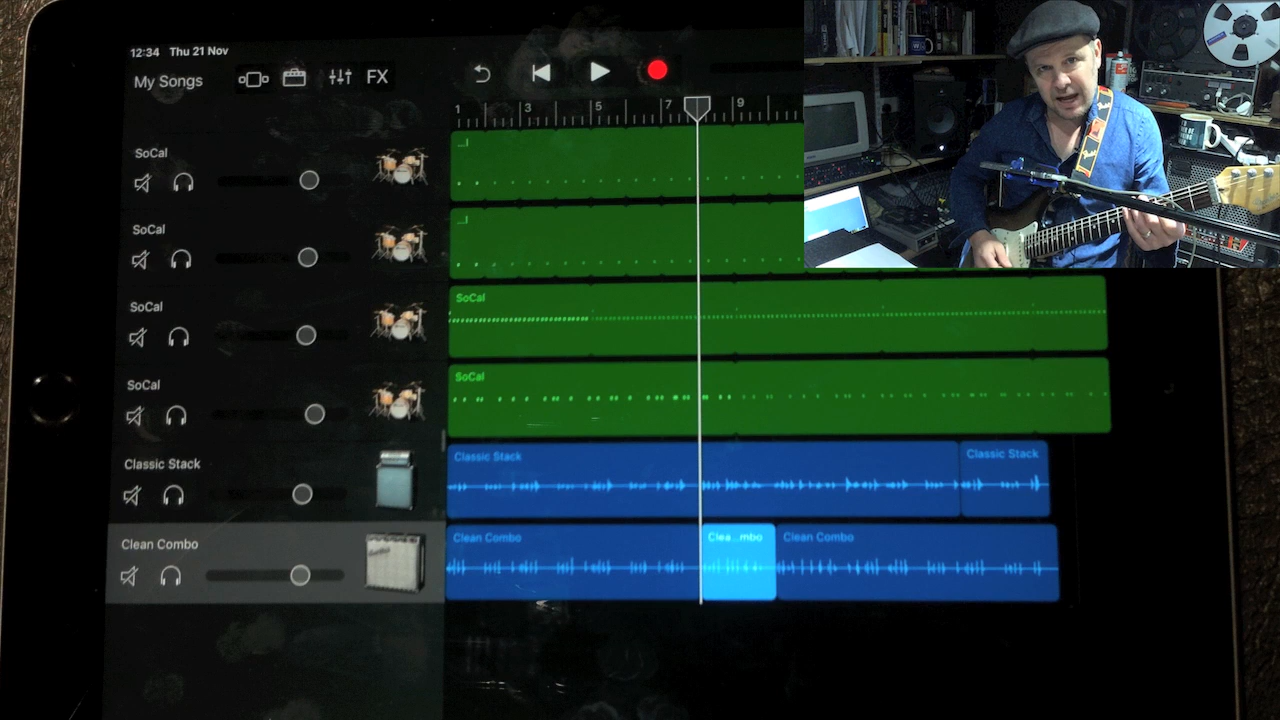 12:34 Thu 21 Nov
My Songs
FX
1 3 5 7 9
SoCal
SoCal
SoCal
SoCal
SoCal
SoCal
Classic Stack
Classic Stack
Classic Stack
Clean Combo
Clean Combo
Clea...mbo
Clean Combo